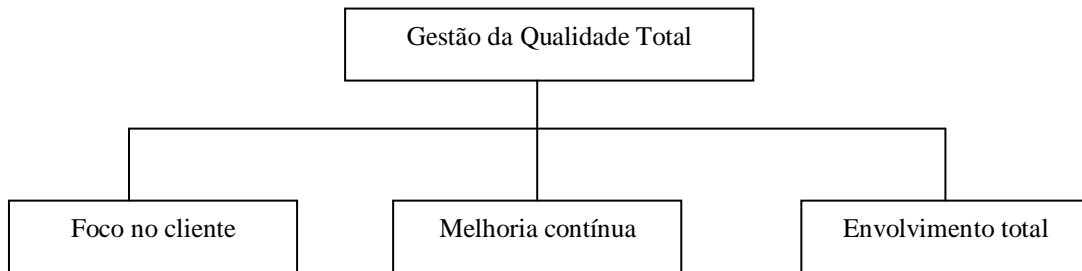 Gestão da Qualidade Total
Foco no cliente
Melhoria contínua
Envolvimento total